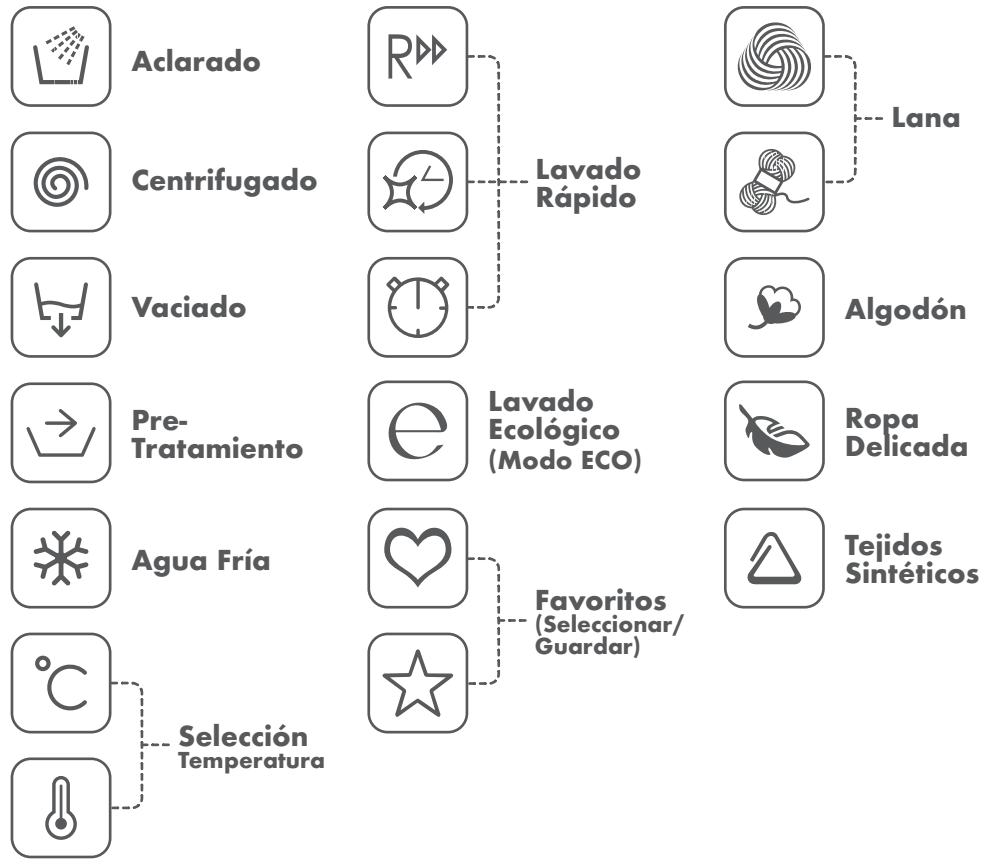 Aclarado
Centrifugado
Vaciado
Pre-
Tratamiento
Agua Fría
°C
Selección
Temperatura
R
Lavado
Rápido
e
Lavado
Ecológico
(Modo ECO)
Favoritos
(Seleccionar/
Guardar)
Lana
Algodón
Ropa
Delicada
Tejidos
Sintéticos